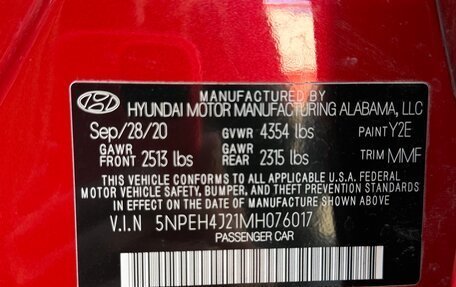 MANUFACTURED BY
HYUNDAI MOTOR MANUFACTURING ALABAMA, LLC
Sep/28/20 GVWR 4354 lbs PAINT Y2E
GAWR FRONT 2513 lbs GAWR REAR 2315 lbs TRIM MMF
THIS VEHICLE CONFORMS TO ALL APPLICABLE U.S.A. FEDERAL
MOTOR VEHICLE SAFETY, BUMPER, AND THEFT PREVENTION STANDARDS
IN EFFECT ON THE DATE OF MANUFACTURE SHOWN ABOVE.
V.I.N 5NPEH4J21MH076017
PASSENGER CAR